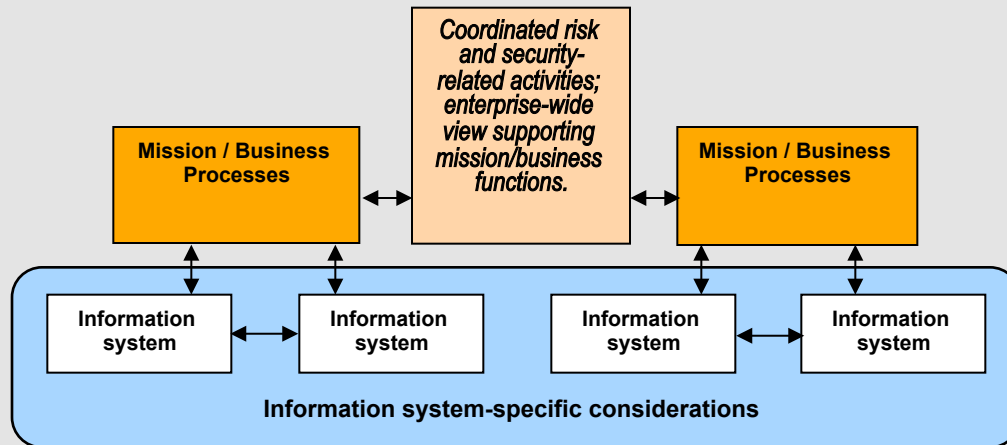 Coordinated risk
and security-
related activities;
enterprise-wide
view supporting
mission/business
functions.
Mission / Business
Processes
Mission / Business
Processes
Information
system
Information
system
Information
system
Information
system
Information system-specific considerations